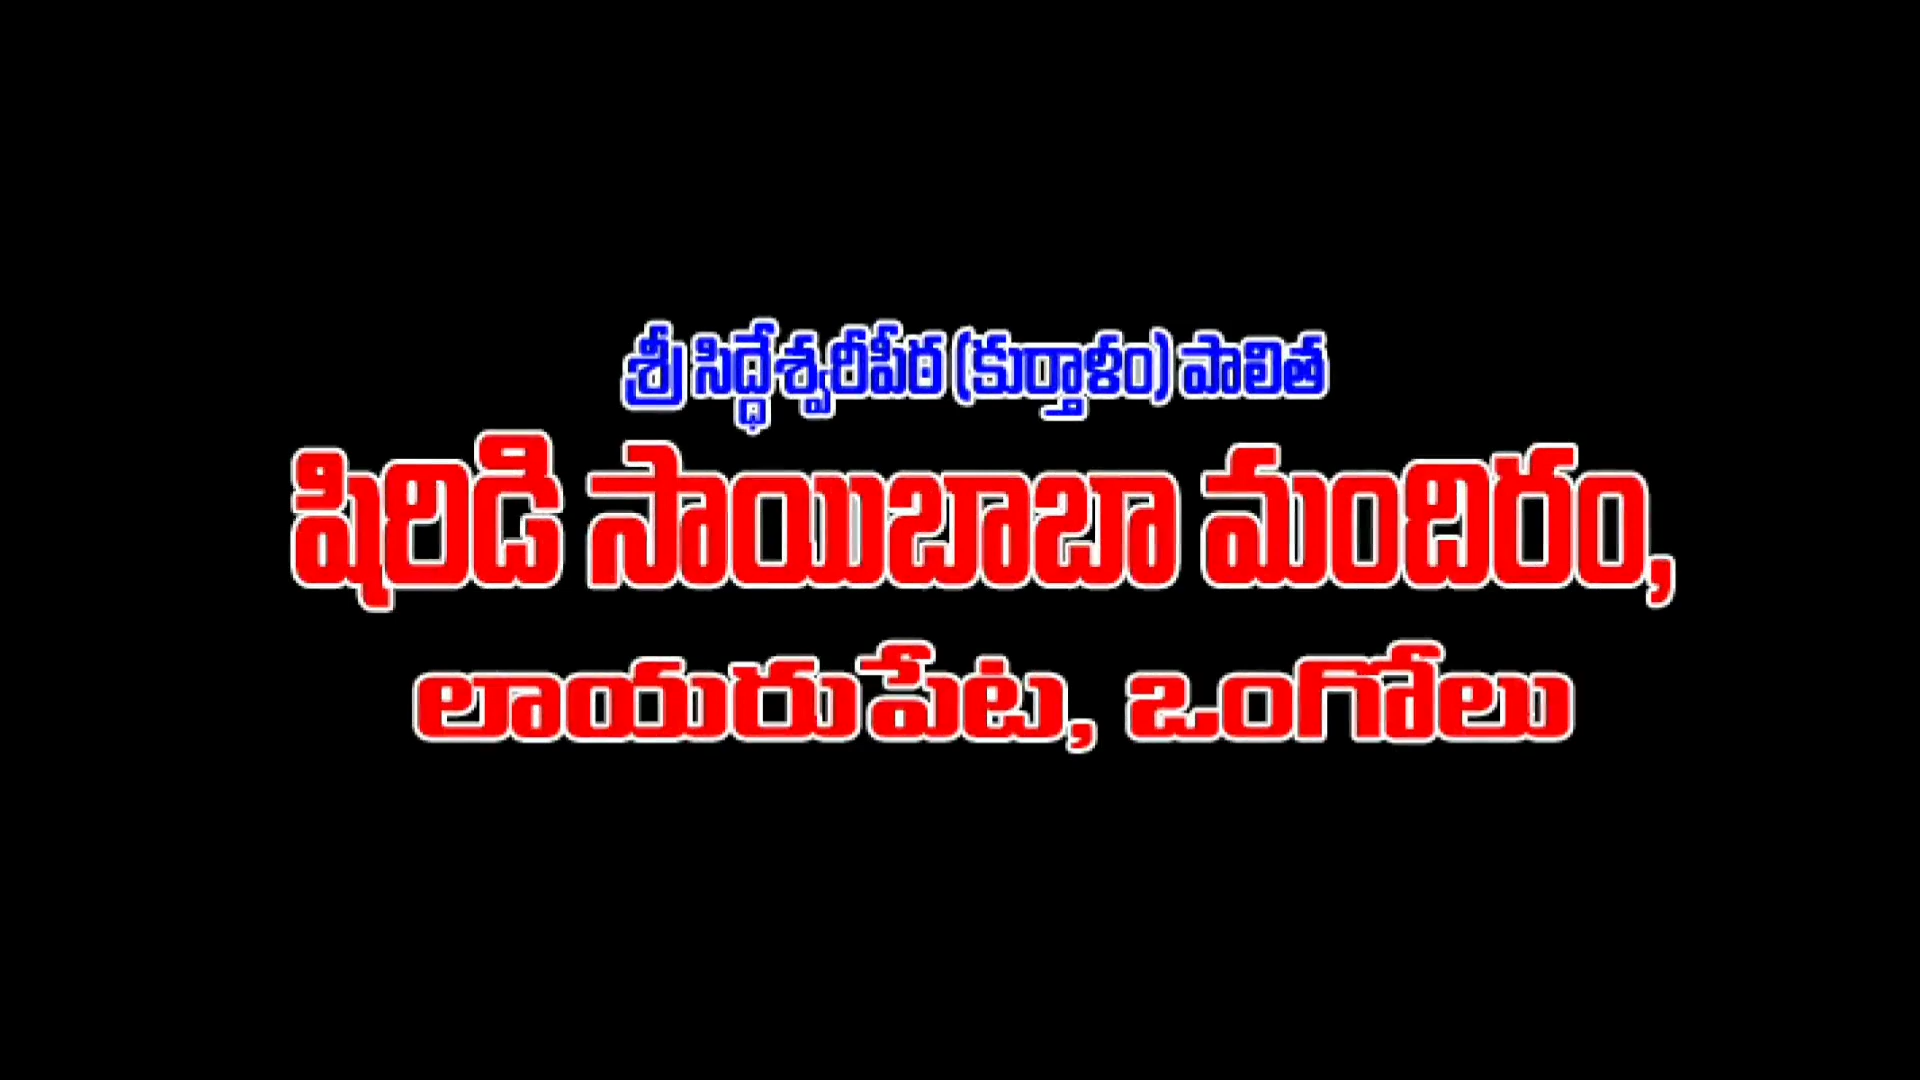 శ్రీ సిద్ధేశ్వరీపీఠ (కుర్తాళం) పాలిత
షిరిడి సాయిబాబా మందిరం,
లాయరుపేట, ఒంగోలు